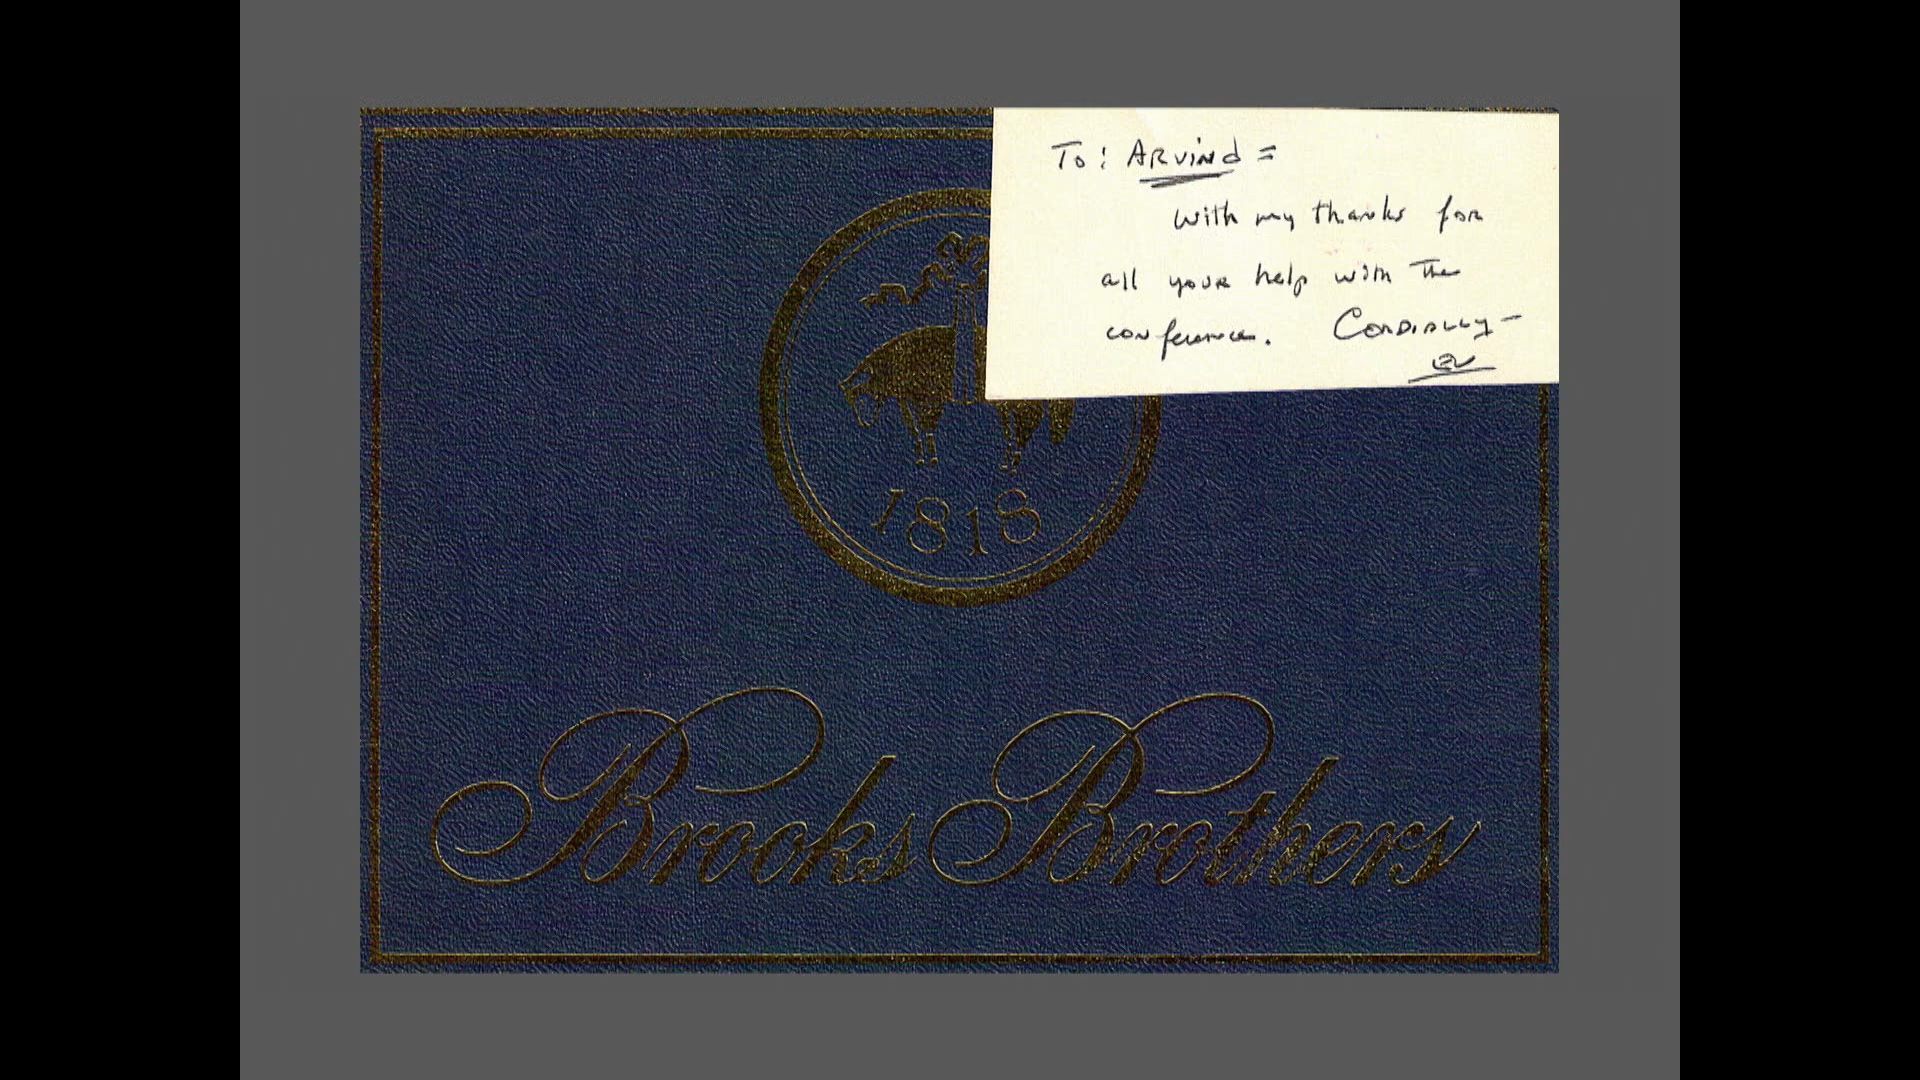 To: ARVIND =
with my thanks for
all your help with the
conference. CORDIALLY -
1818
Brooks Brothers